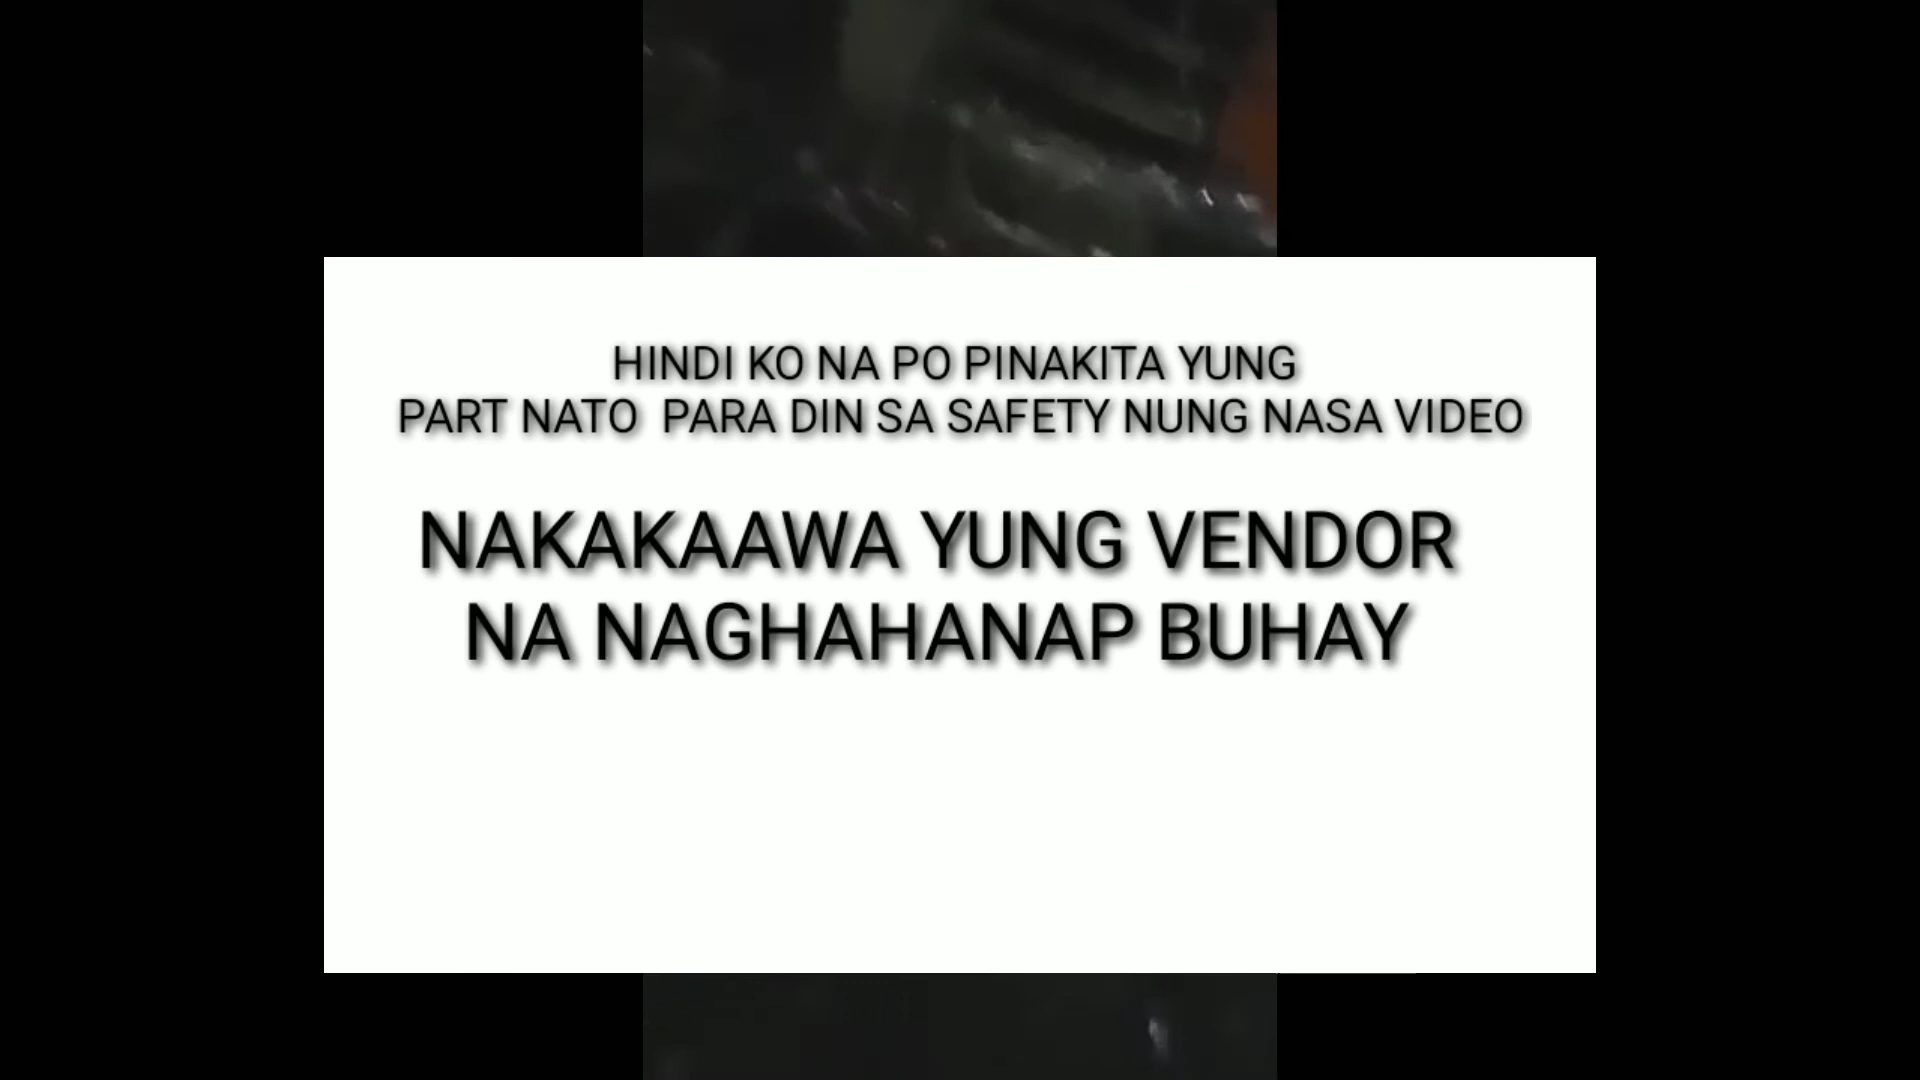 HINDI KO NA PO PINAKITA YUNG
PART NATO PARA DIN SA SAFETY NUNG NASA VIDEO
NAKAKAAWA YUNG VENDOR
NA NAGHAHANAP BUHAY